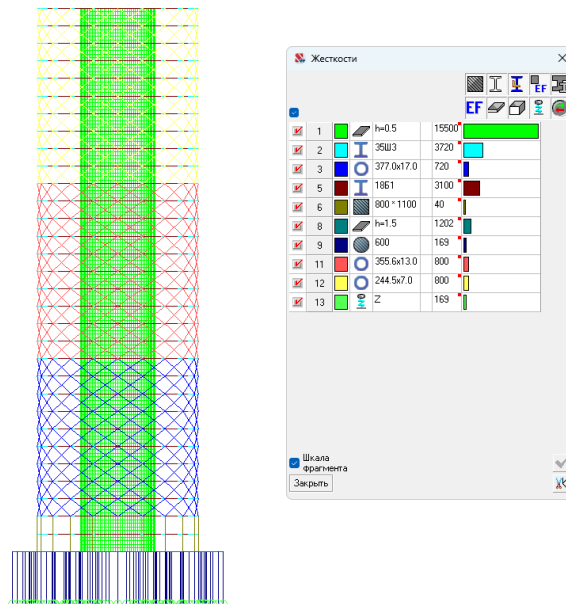 Жесткости
EF
EF
1 h=0.5 15500
2 35Ш3 3720
3 377.0x17.0 720
5 18Б1 3100
6 800 * 1100 40
8 h=1.5 1202
9 600 169
11 355.6x13.0 800
12 244.5x7.0 800
13 Z 169
Шкала
фрагмента
Закрыть